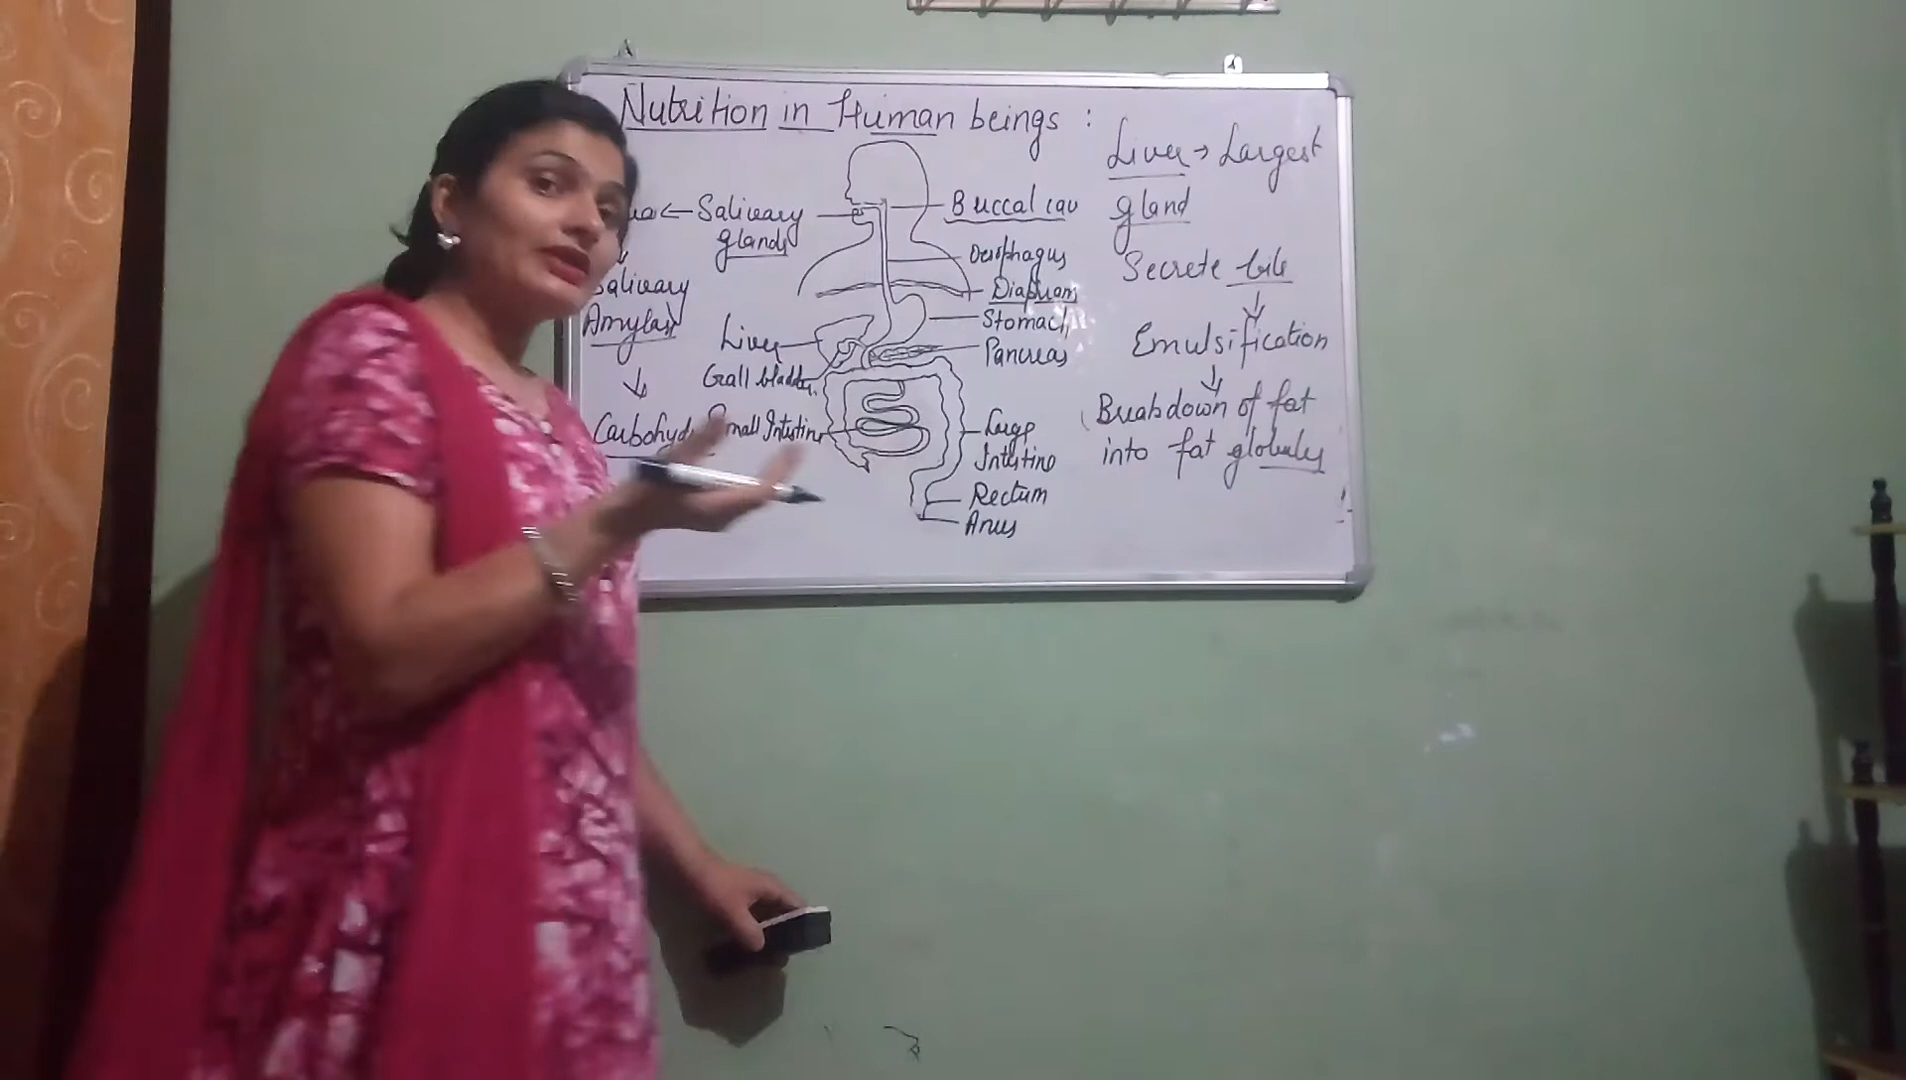 Nutrition in Human beings :
Salivary
glands
Salivary
Amylase
Carbohyd
Liver
Gall bladder
Small Intestine
Buccal cav
Oesophagus
Diaphram
Stomach
Pancreas
Large
Intestine
Rectum
Anus
Liver → Largest
gland
Secrete bile
Emulsification
Breakdown of fat
into fat globules